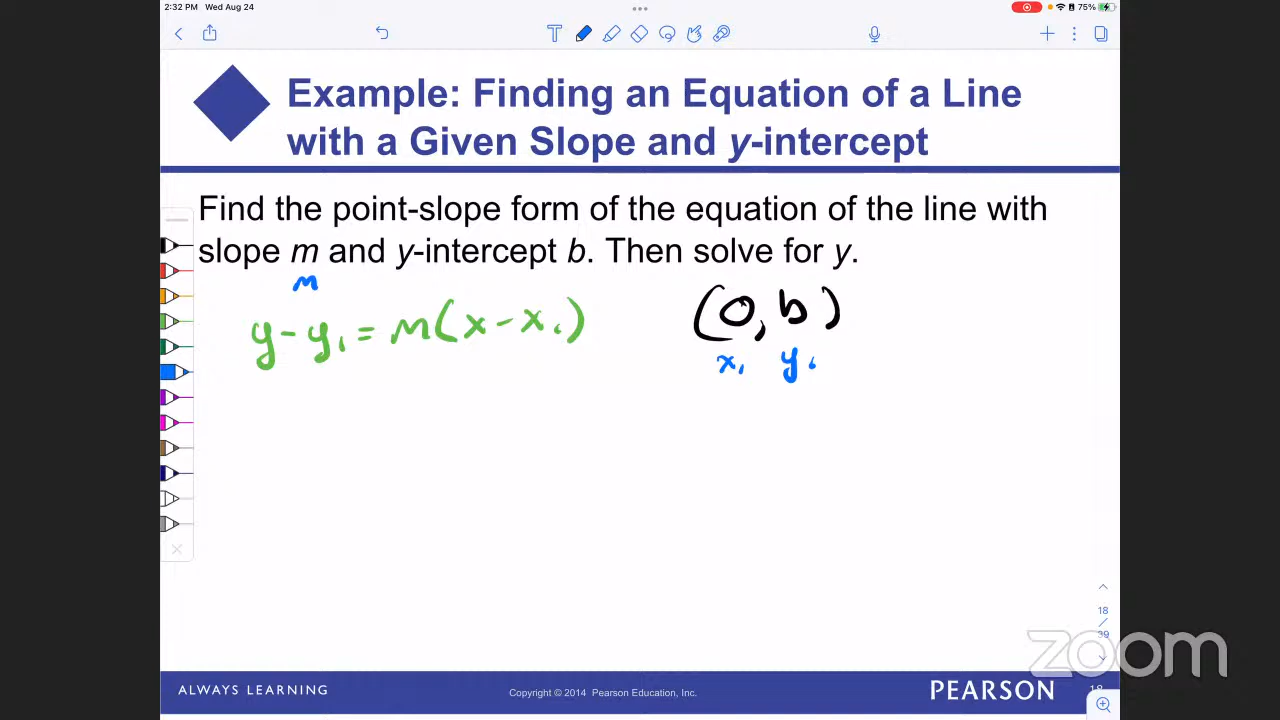 2:32 PM Wed Aug 24
75%
Example: Finding an Equation of a Line
with a Given Slope and y-intercept
Find the point-slope form of the equation of the line with
slope m and y-intercept b. Then solve for y.
m
y - y₁ = m(x - x₁)
(0, b)
x₁ y₁
18
/
39
zoom
ALWAYS LEARNING
Copyright © 2014 Pearson Education, Inc.
PEARSON
18